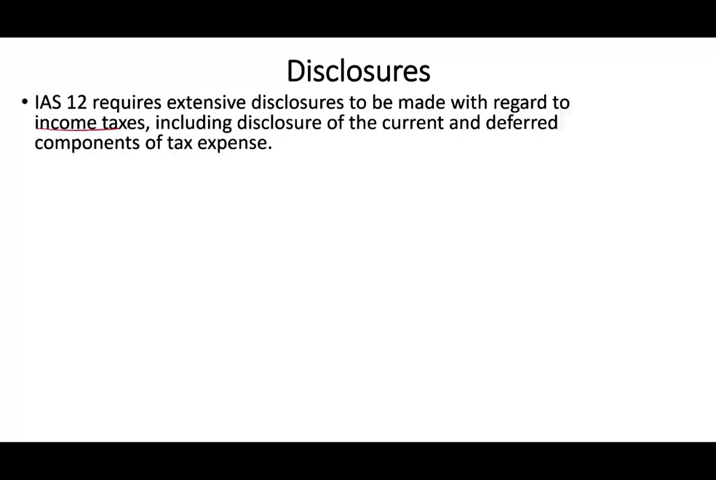 Disclosures
• IAS 12 requires extensive disclosures to be made with regard to
income taxes, including disclosure of the current and deferred
components of tax expense.